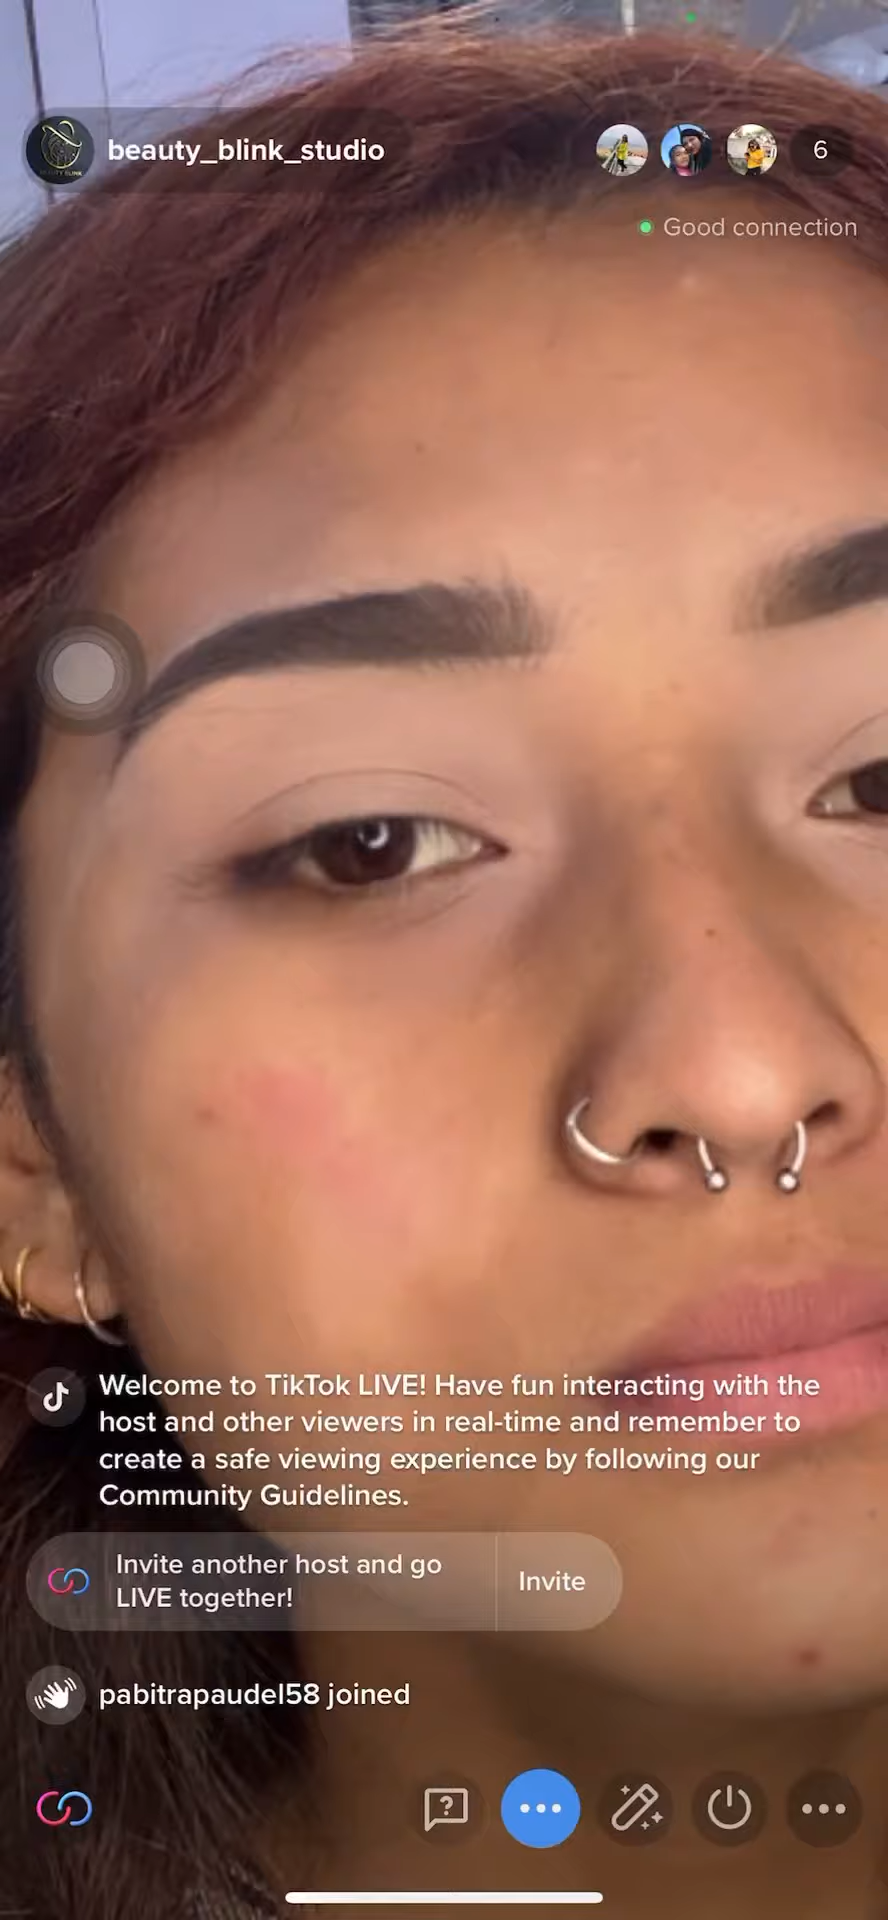 beauty_blink_studio
6
Good connection
Welcome to TikTok LIVE! Have fun interacting with the
host and other viewers in real-time and remember to
create a safe viewing experience by following our
Community Guidelines.
Invite another host and go
LIVE together!
Invite
pabitrapaudel58 joined